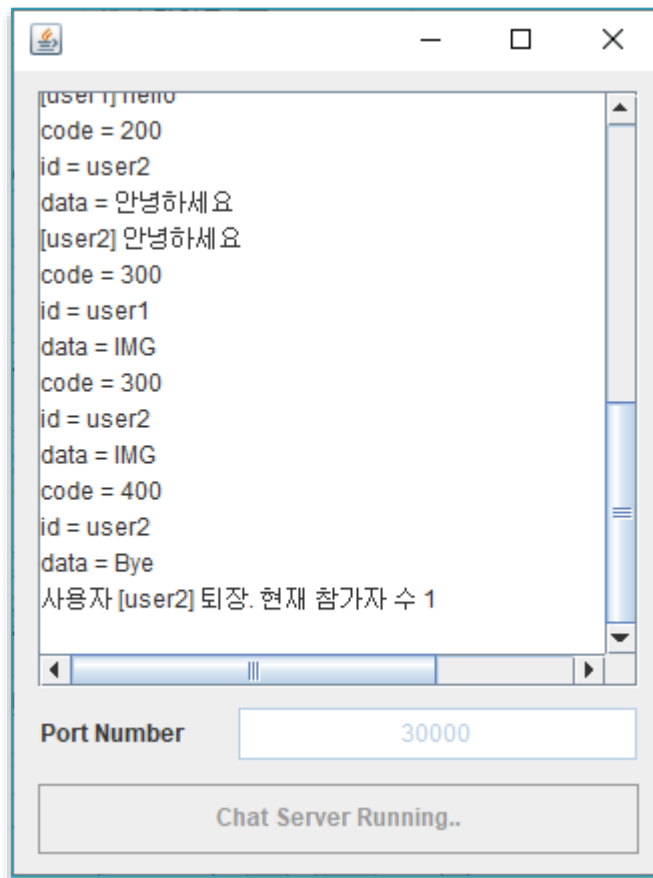 [user1] hello
code = 200
id = user2
data = 안녕하세요
[user2] 안녕하세요
code = 300
id = user1
data = IMG
code = 300
id = user2
data = IMG
code = 400
id = user2
data = Bye
사용자 [user2] 퇴장. 현재 참가자 수 1
Port Number 30000
Chat Server Running..